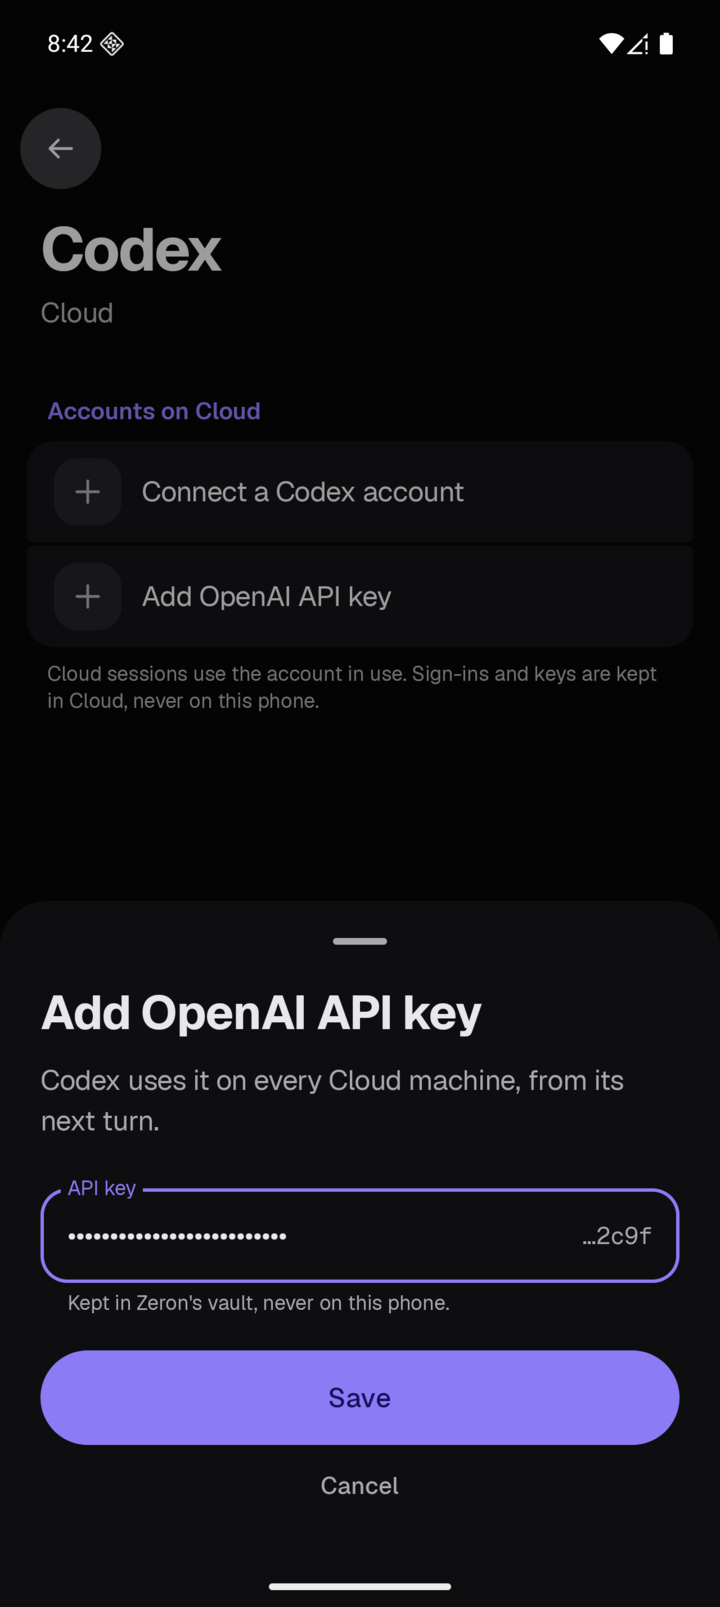 8:42
Codex
Cloud
Accounts on Cloud
Connect a Codex account
Add OpenAI API key
Cloud sessions use the account in use. Sign-ins and keys are kept
in Cloud, never on this phone.
Add OpenAI API key
Codex uses it on every Cloud machine, from its
next turn.
API key
•••••••••••••••••••••••••• …2c9f
Kept in Zeron's vault, never on this phone.
Save
Cancel